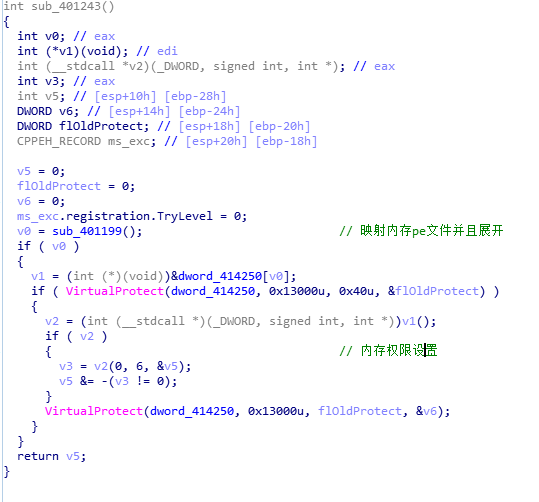 int sub_401243()
{
  int v0; // eax
  int (*v1)(void); // edi
  int (__stdcall *v2)(_DWORD, signed int, int *); // eax
  int v3; // eax
  int v5; // [esp+10h] [ebp-28h]
  DWORD v6; // [esp+14h] [ebp-24h]
  DWORD flOldProtect; // [esp+18h] [ebp-20h]
  CPPEH_RECORD ms_exc; // [esp+20h] [ebp-18h]
  v5 = 0;
  flOldProtect = 0;
  v6 = 0;
  ms_exc.registration.TryLevel = 0;
  v0 = sub_401199(); // 映射内存pe文件并且展开
  if ( v0 )
  {
    v1 = (int (*)(void))&dword_414250[v0];
    if ( VirtualProtect(dword_414250, 0x13000u, 0x40u, &flOldProtect) )
    {
      v2 = (int (__stdcall *)(_DWORD, signed int, int *))v1();
      if ( v2 )
      { // 内存权限设置
        v3 = v2(0, 6, &v5);
        v5 &= -(v3 != 0);
      }
      VirtualProtect(dword_414250, 0x13000u, flOldProtect, &v6);
    }
  }
  return v5;
}